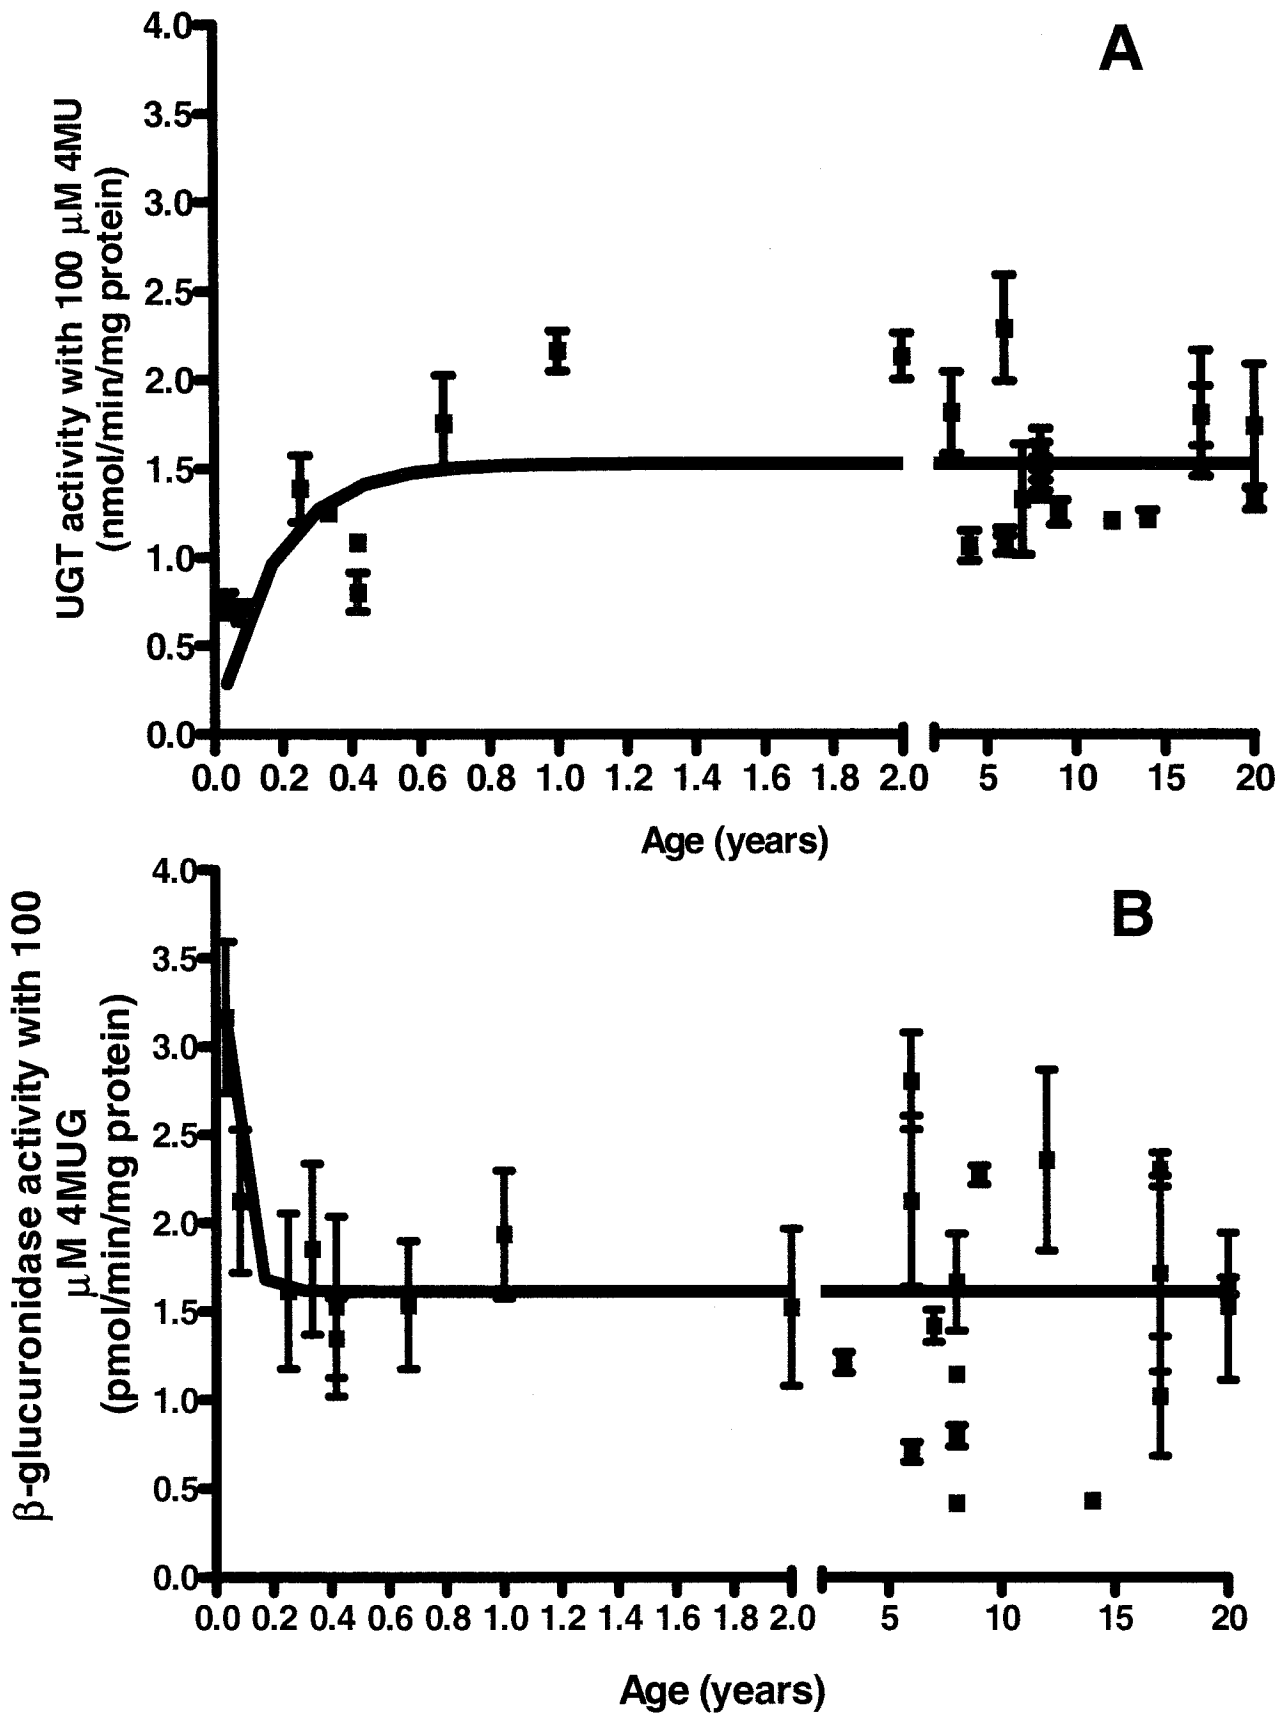 A
UGT activity with 100 µM 4MU
(nmol/min/mg protein)
4.0
3.5
3.0
2.5
2.0
1.5
1.0
0.5
0.0
0.0 0.2 0.4 0.6 0.8 1.0 1.2 1.4 1.6 1.8 2.0 5 10 15 20
Age (years)
B
β-glucuronidase activity with 100
µM 4MUG
(pmol/min/mg protein)
4.0
3.5
3.0
2.5
2.0
1.5
1.0
0.5
0.0
0.0 0.2 0.4 0.6 0.8 1.0 1.2 1.4 1.6 1.8 2.0 5 10 15 20
Age (years)